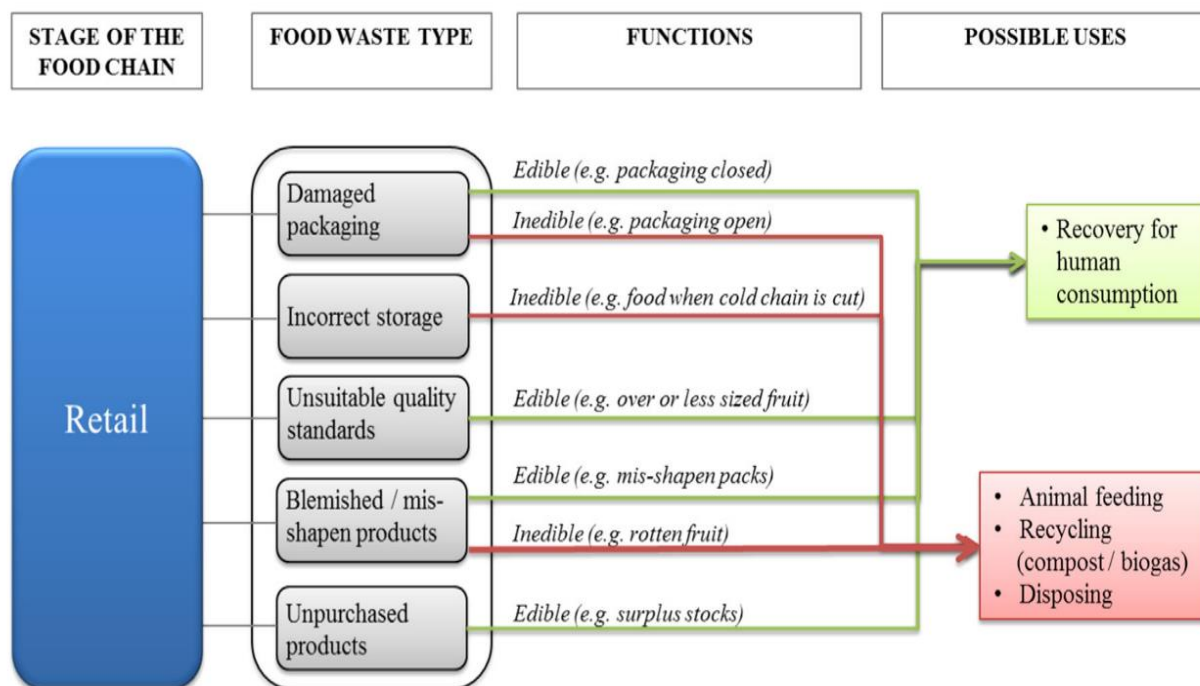 STAGE OF THE
FOOD CHAIN
FOOD WASTE TYPE
FUNCTIONS
POSSIBLE USES
Retail
Damaged
packaging
Edible (e.g. packaging closed)
Inedible (e.g. packaging open)
Incorrect storage
Inedible (e.g. food when cold chain is cut)
Unsuitable quality
standards
Edible (e.g. over or less sized fruit)
Blemished / mis-
shapen products
Edible (e.g. mis-shapen packs)
Inedible (e.g. rotten fruit)
Unpurchased
products
Edible (e.g. surplus stocks)
• Recovery for
human
consumption
• Animal feeding
• Recycling
(compost / biogas)
• Disposing